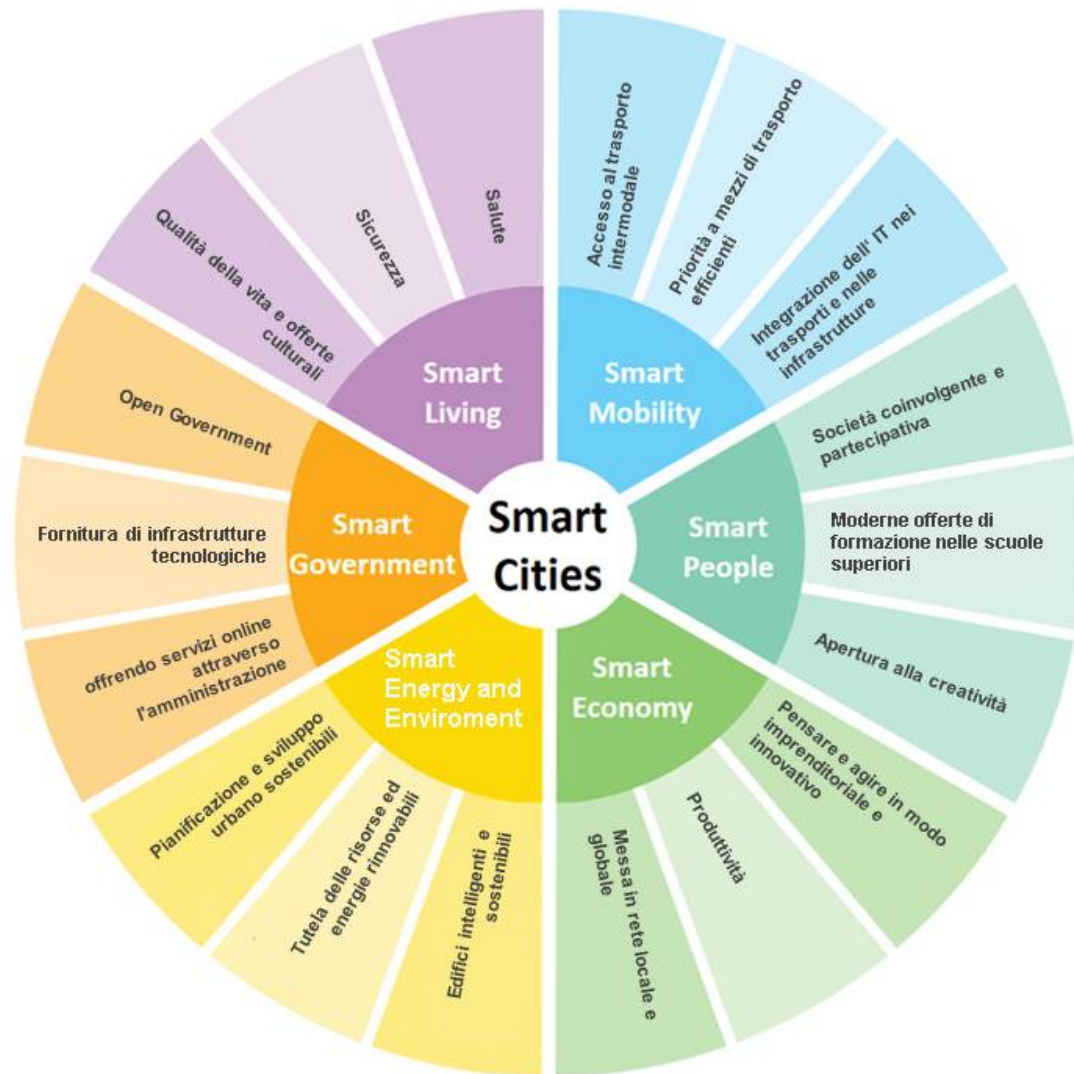 Smart
Cities
Smart
Mobility
Accesso al trasporto
intermodale
Priorità a mezzi di trasporto
efficienti
Integrazione dell' IT nei
trasporti e nelle
infrastrutture
Smart
People
Società coinvolgente e
partecipativa
Moderne offerte di
formazione nelle scuole
superiori
Apertura alla creatività
Smart
Economy
Pensare e agire in modo
imprenditoriale e
innovativo
Produttività
Messa in rete locale e
globale
Smart
Energy and
Enviroment
Edifici intelligenti e
sostenibili
Tutela delle risorse ed
energie rinnovabili
Pianificazione e sviluppo
urbano sostenibili
Smart
Government
offrendo servizi online
attraverso
l'amministrazione
Fornitura di infrastrutture
tecnologiche
Open Government
Smart
Living
Qualità della vita e offerte
culturali
Sicurezza
Salute